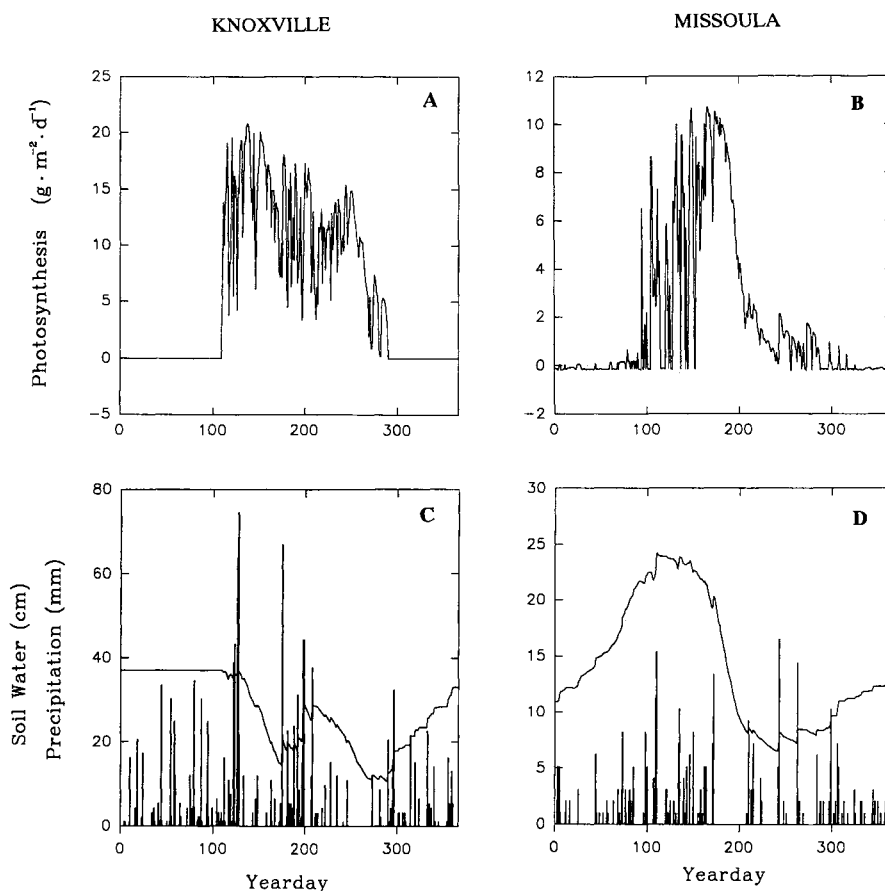 KNOXVILLE
MISSOULA
Photosynthesis (g · m⁻² · d⁻¹)
25
20
15
10
5
0
−5
A
0 100 200 300
12
10
8
6
4
2
0
−2
B
0 100 200 300
Soil Water (cm)
Precipitation (mm)
80
60
40
20
0
C
0 100 200 300
Yearday
30
25
20
15
10
5
0
D
0 100 200 300
Yearday